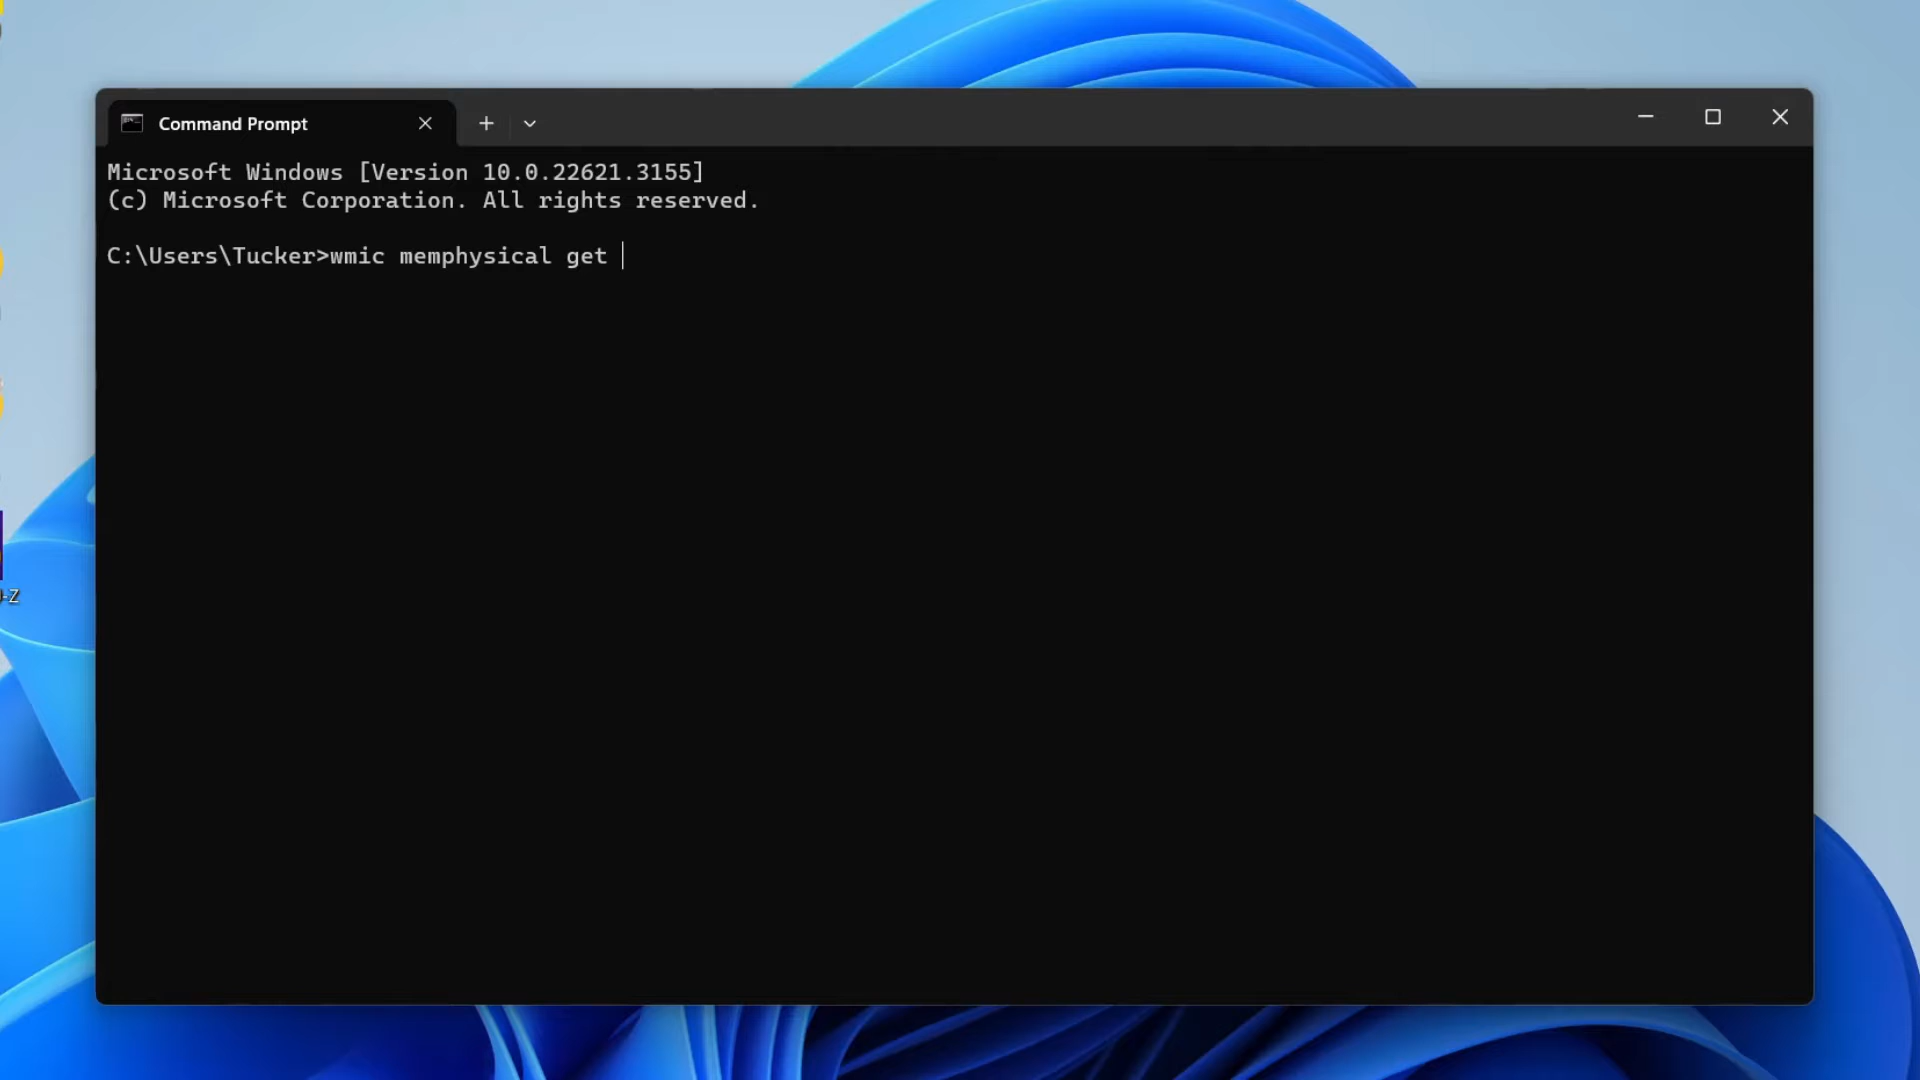 Command Prompt
Microsoft Windows [Version 10.0.22621.3155]
(c) Microsoft Corporation. All rights reserved.
C:\Users\Tucker>wmic memphysical get
-Z